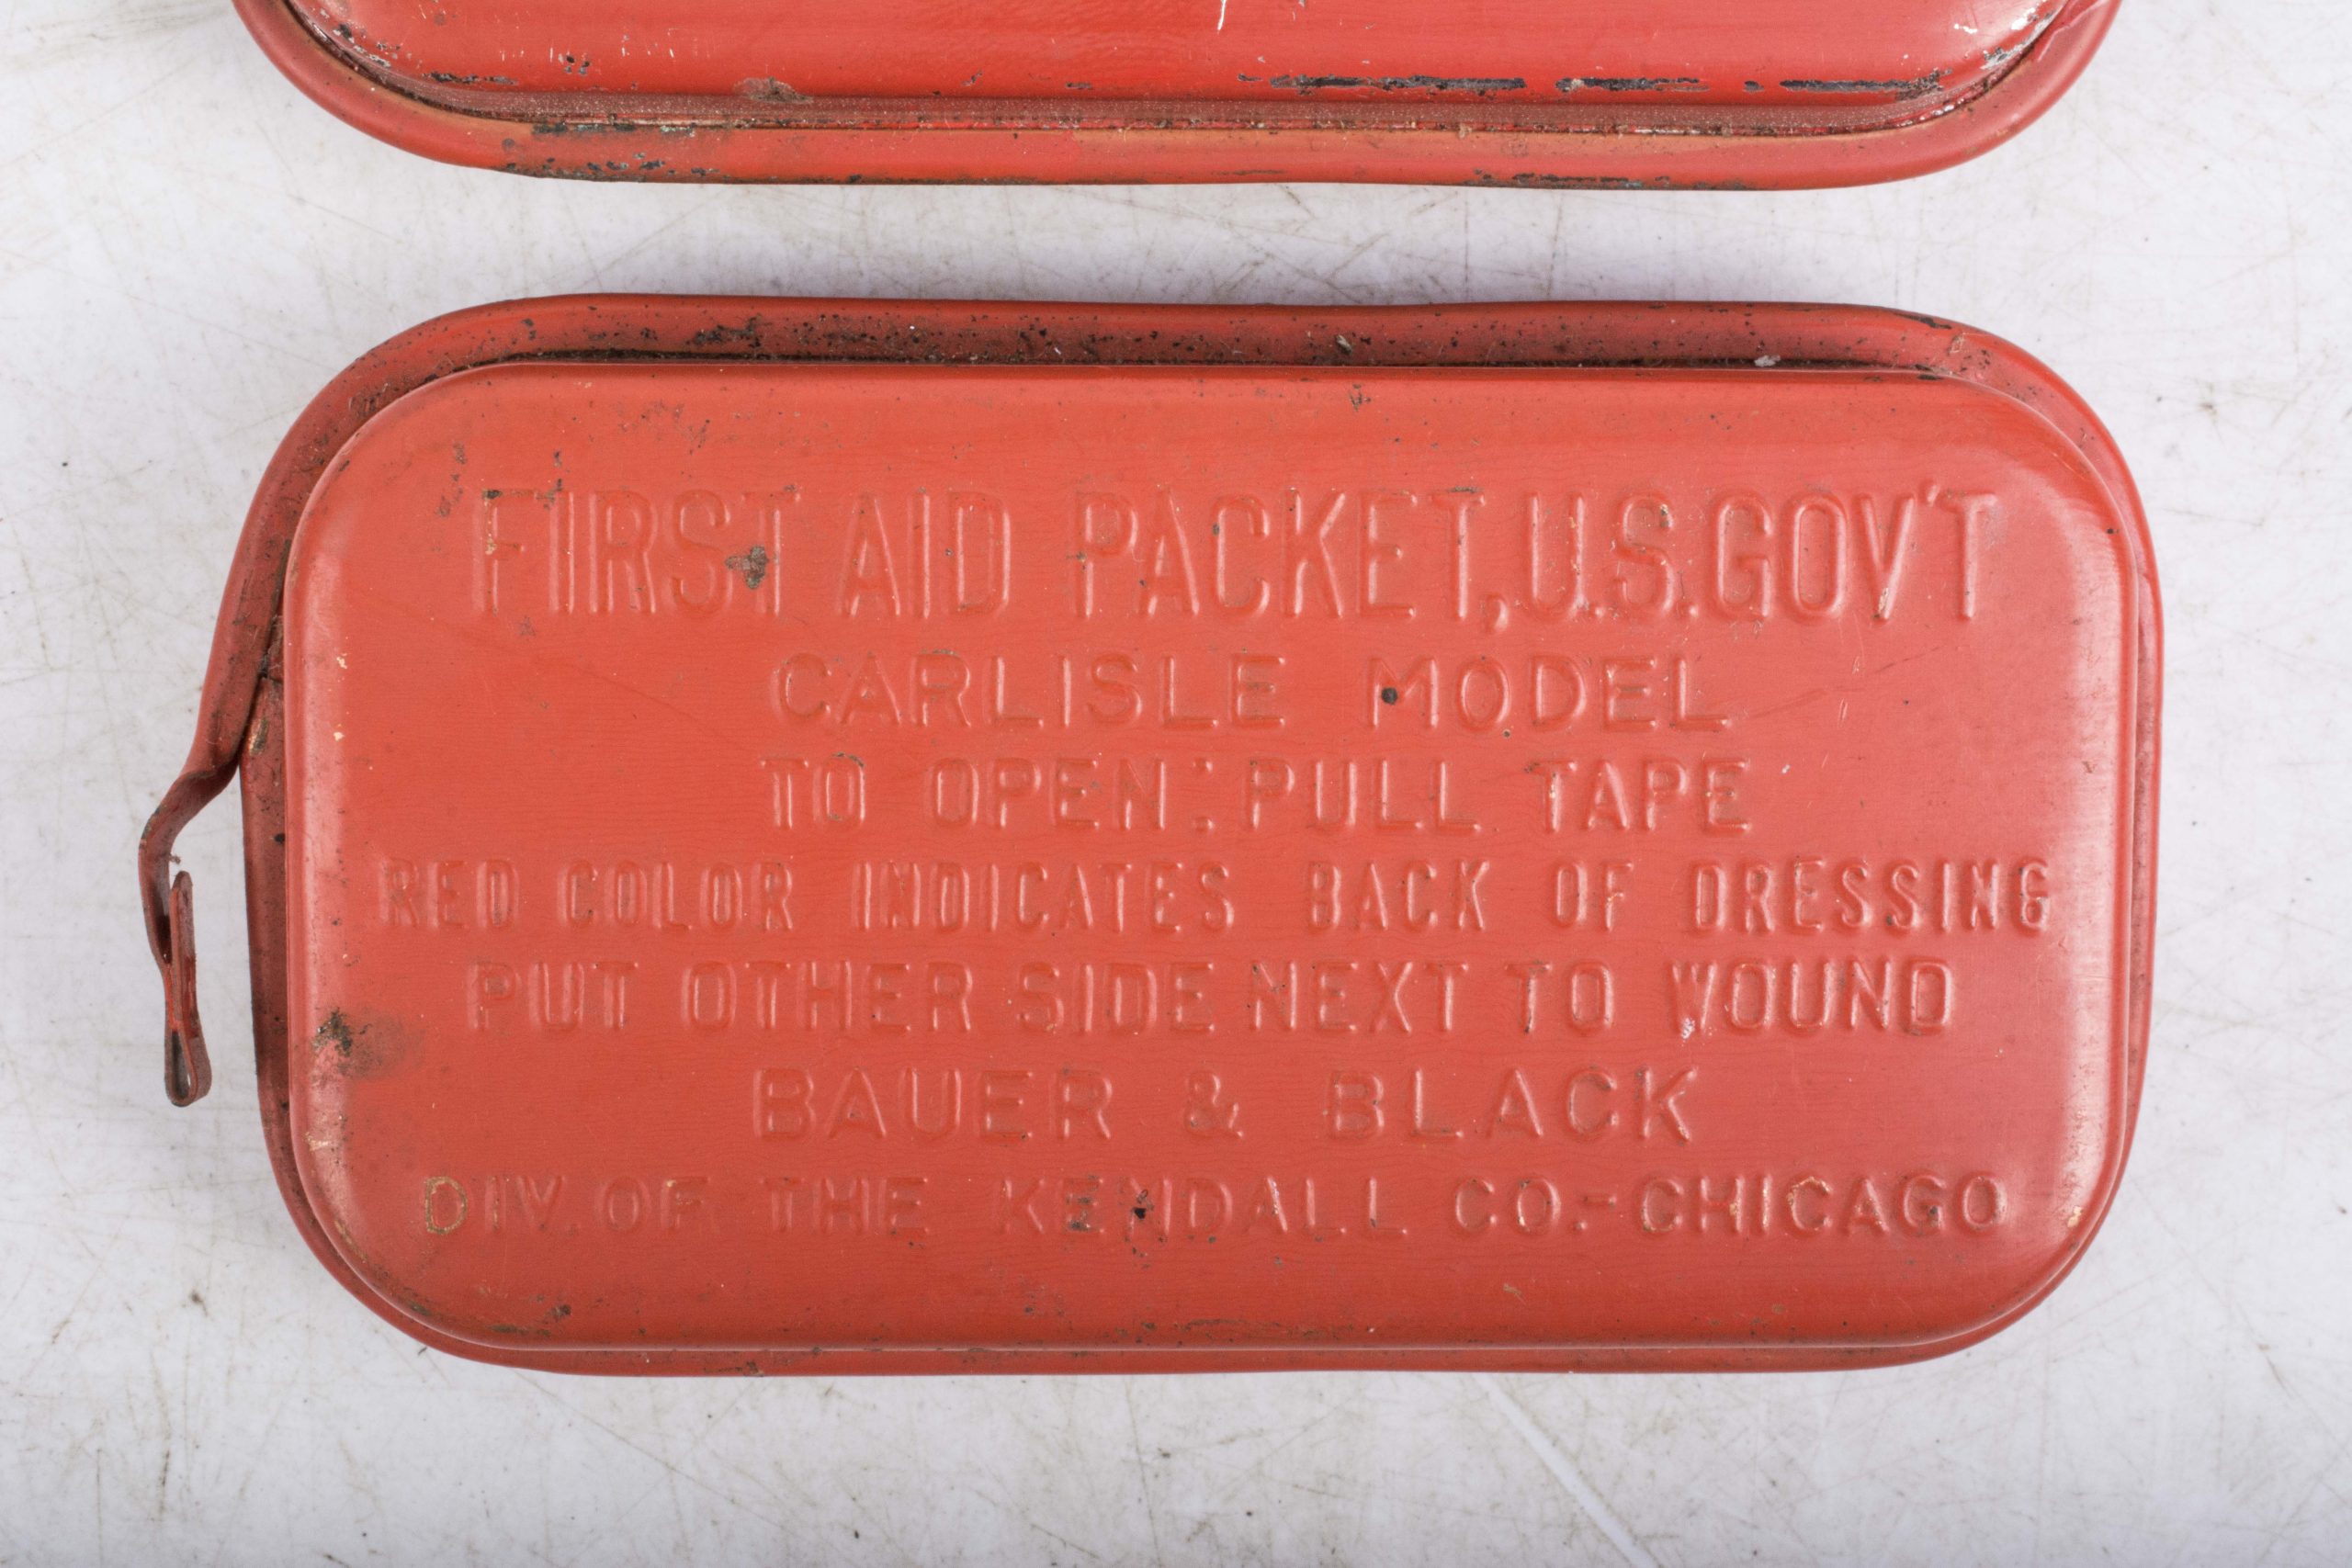 FIRST AID PACKET, U.S. GOV'T
CARLISLE MODEL
TO OPEN: PULL TAPE
RED COLOR INDICATES BACK OF DRESSING
PUT OTHER SIDE NEXT TO WOUND
BAUER & BLACK
DIV. OF THE KENDALL CO.-CHICAGO